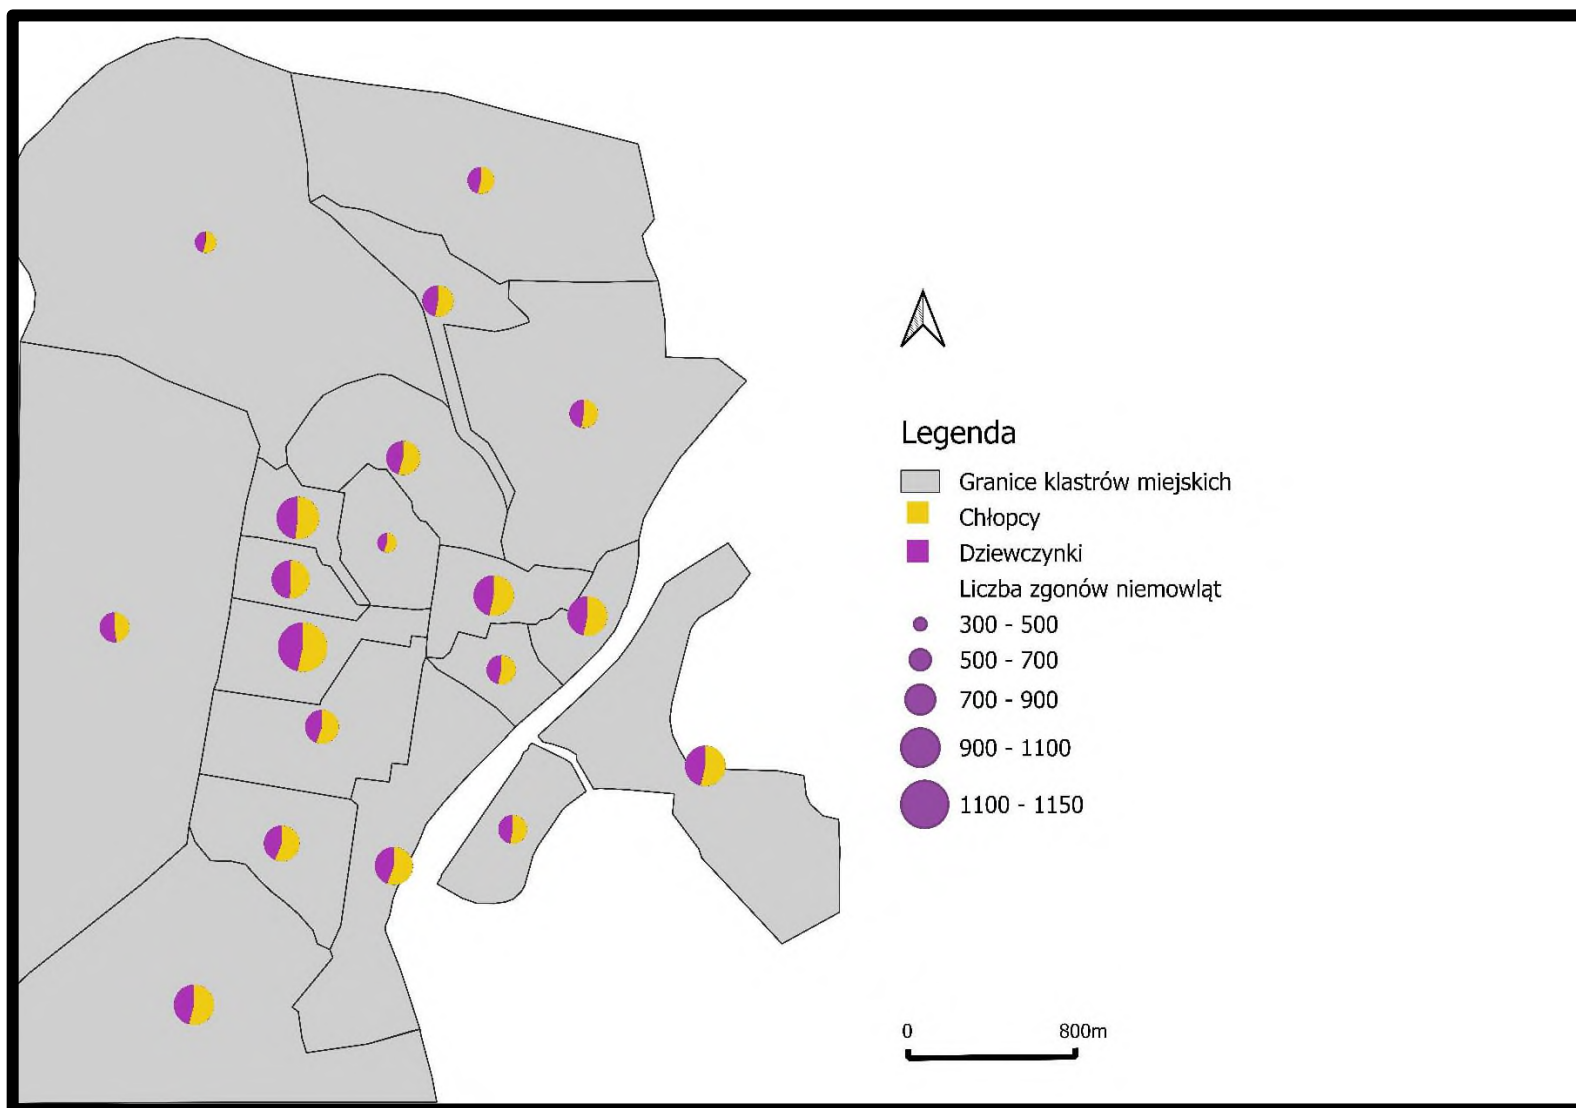 Legenda
Granice klastrów miejskich
Chłopcy
Dziewczynki
Liczba zgonów niemowląt
300 - 500
500 - 700
700 - 900
900 - 1100
1100 - 1150
0 800m